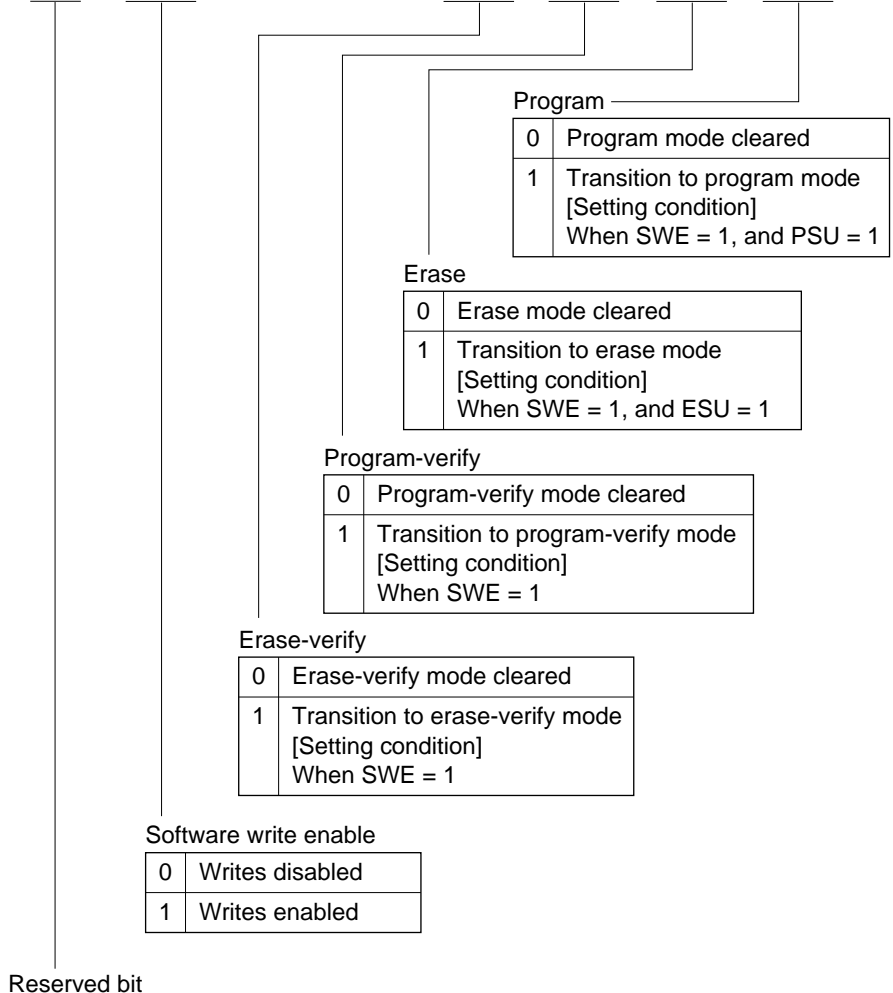 Program
0 Program mode cleared
1 Transition to program mode
[Setting condition]
When SWE = 1, and PSU = 1
Erase
0 Erase mode cleared
1 Transition to erase mode
[Setting condition]
When SWE = 1, and ESU = 1
Program-verify
0 Program-verify mode cleared
1 Transition to program-verify mode
[Setting condition]
When SWE = 1
Erase-verify
0 Erase-verify mode cleared
1 Transition to erase-verify mode
[Setting condition]
When SWE = 1
Software write enable
0 Writes disabled
1 Writes enabled
Reserved bit